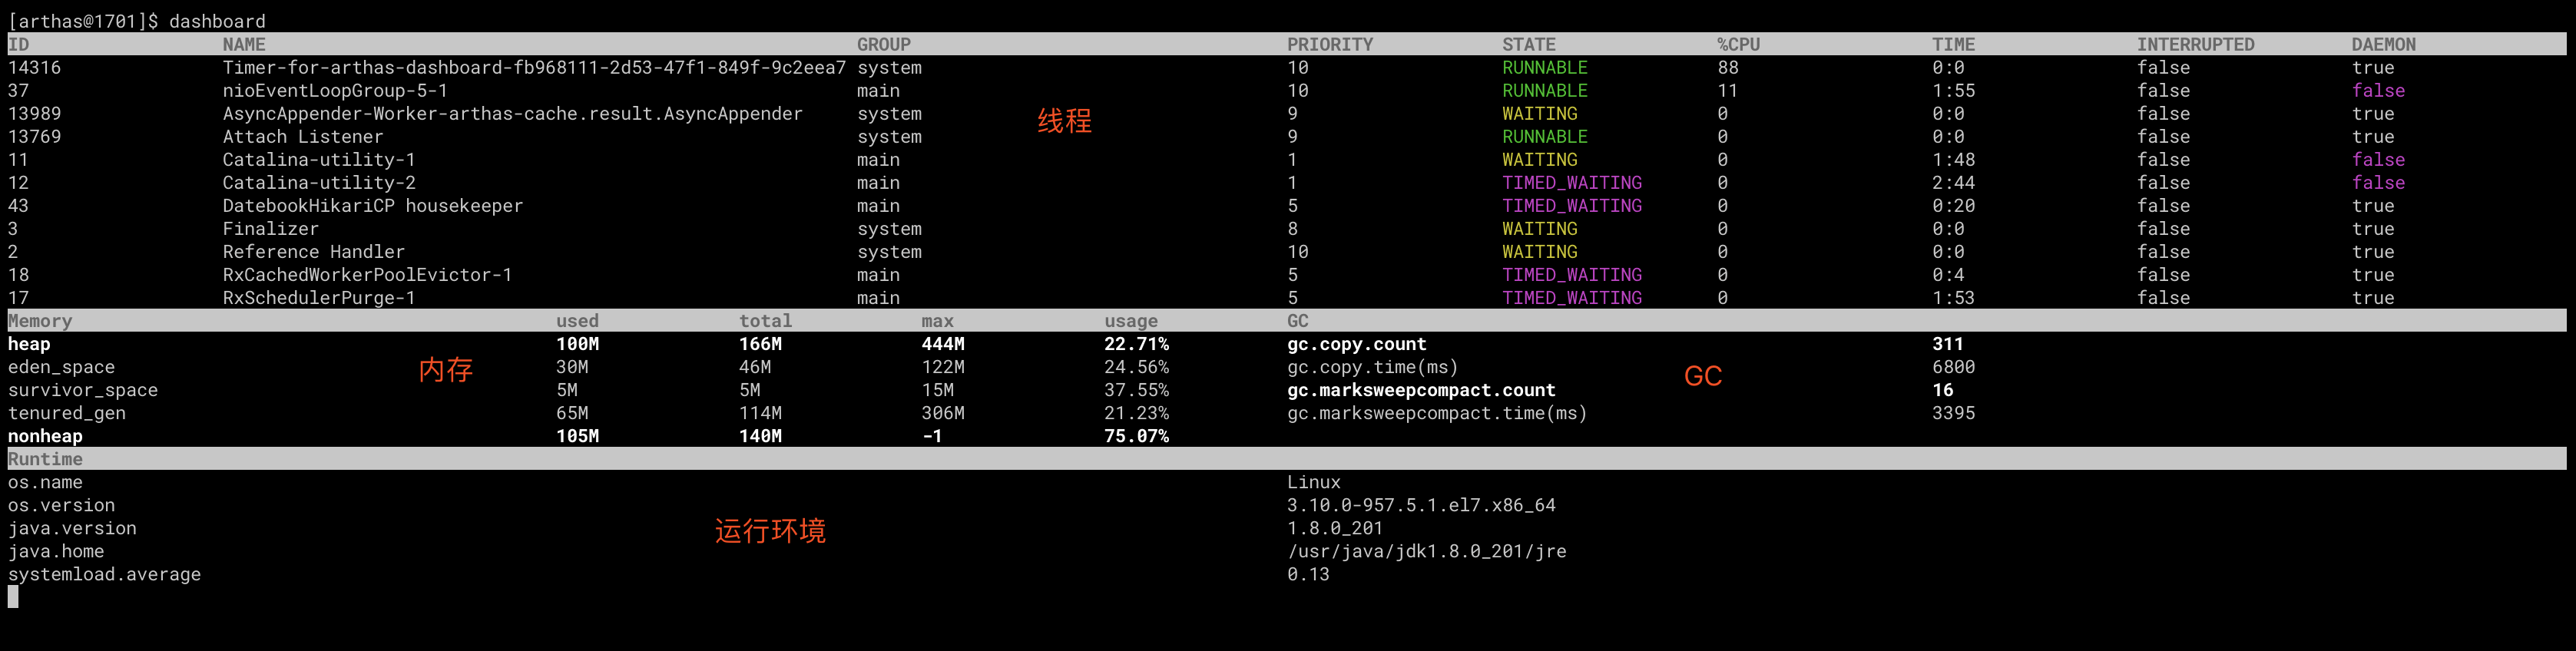 [arthas@1701]$ dashboard
ID NAME GROUP PRIORITY STATE %CPU TIME INTERRUPTED DAEMON
14316 Timer-for-arthas-dashboard-fb968111-2d53-47f1-849f-9c2eea7 system 10 RUNNABLE 88 0:0 false true
37 nioEventLoopGroup-5-1 main 10 RUNNABLE 11 1:55 false false
13989 AsyncAppender-Worker-arthas-cache.result.AsyncAppender system 9 WAITING 0 0:0 false true
线程
13769 Attach Listener system 9 RUNNABLE 0 0:0 false true
11 Catalina-utility-1 main 1 WAITING 0 1:48 false false
12 Catalina-utility-2 main 1 TIMED_WAITING 0 2:44 false false
43 DatebookHikariCP housekeeper main 5 TIMED_WAITING 0 0:20 false true
3 Finalizer system 8 WAITING 0 0:0 false true
2 Reference Handler system 10 WAITING 0 0:0 false true
18 RxCachedWorkerPoolEvictor-1 main 5 TIMED_WAITING 0 0:4 false true
17 RxSchedulerPurge-1 main 5 TIMED_WAITING 0 1:53 false true
Memory used total max usage GC
heap 100M 166M 444M 22.71% gc.copy.count 311
eden_space 30M 46M 122M 24.56% gc.copy.time(ms) 6800
内存
GC
survivor_space 5M 5M 15M 37.55% gc.marksweepcompact.count 16
tenured_gen 65M 114M 306M 21.23% gc.marksweepcompact.time(ms) 3395
nonheap 105M 140M -1 75.07%
Runtime
os.name Linux
os.version 3.10.0-957.5.1.el7.x86_64
java.version 1.8.0_201
运行环境
java.home /usr/java/jdk1.8.0_201/jre
systemload.average 0.13